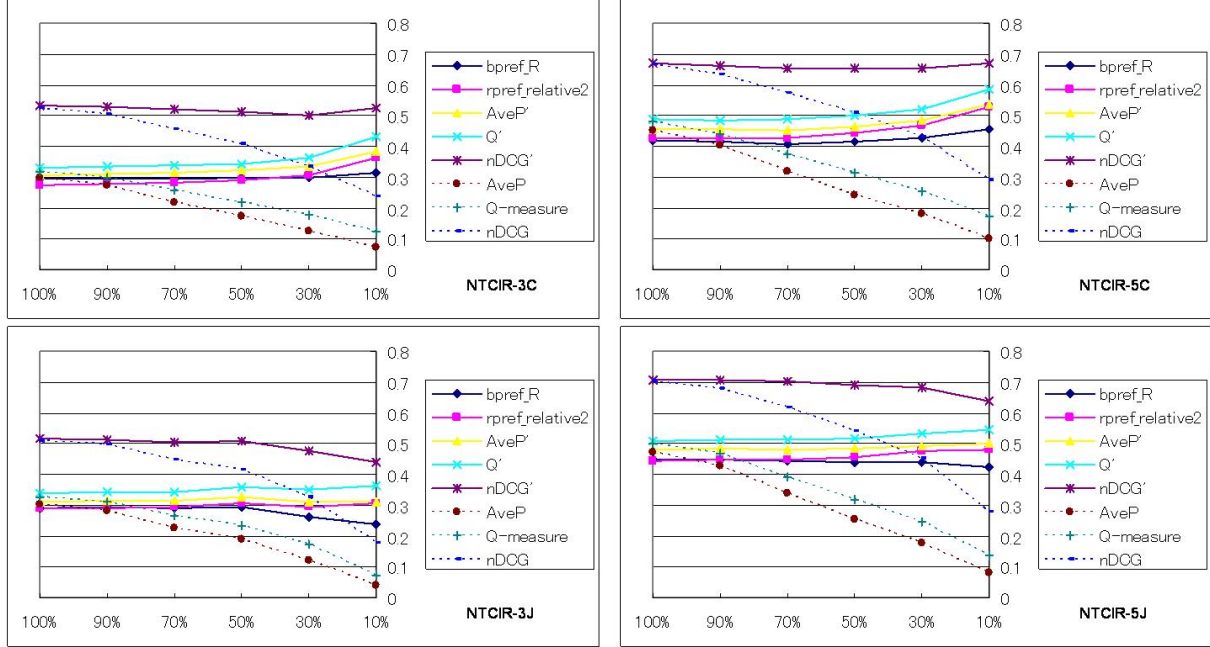 0.8
0.7
0.6
0.5
0.4
0.3
0.2
0.1
0
bpref_R
rpref_relative2
AveP'
Q'
nDCG'
AveP
Q-measure
nDCG
NTCIR-3C
100% 90% 70% 50% 30% 10%
0.8
0.7
0.6
0.5
0.4
0.3
0.2
0.1
0
bpref_R
rpref_relative2
AveP'
Q'
nDCG'
AveP
Q-measure
nDCG
NTCIR-5C
100% 90% 70% 50% 30% 10%
0.8
0.7
0.6
0.5
0.4
0.3
0.2
0.1
0
bpref_R
rpref_relative2
AveP'
Q'
nDCG'
AveP
Q-measure
nDCG
NTCIR-3J
100% 90% 70% 50% 30% 10%
0.8
0.7
0.6
0.5
0.4
0.3
0.2
0.1
0
bpref_R
rpref_relative2
AveP'
Q'
nDCG'
AveP
Q-measure
nDCG
NTCIR-5J
100% 90% 70% 50% 30% 10%